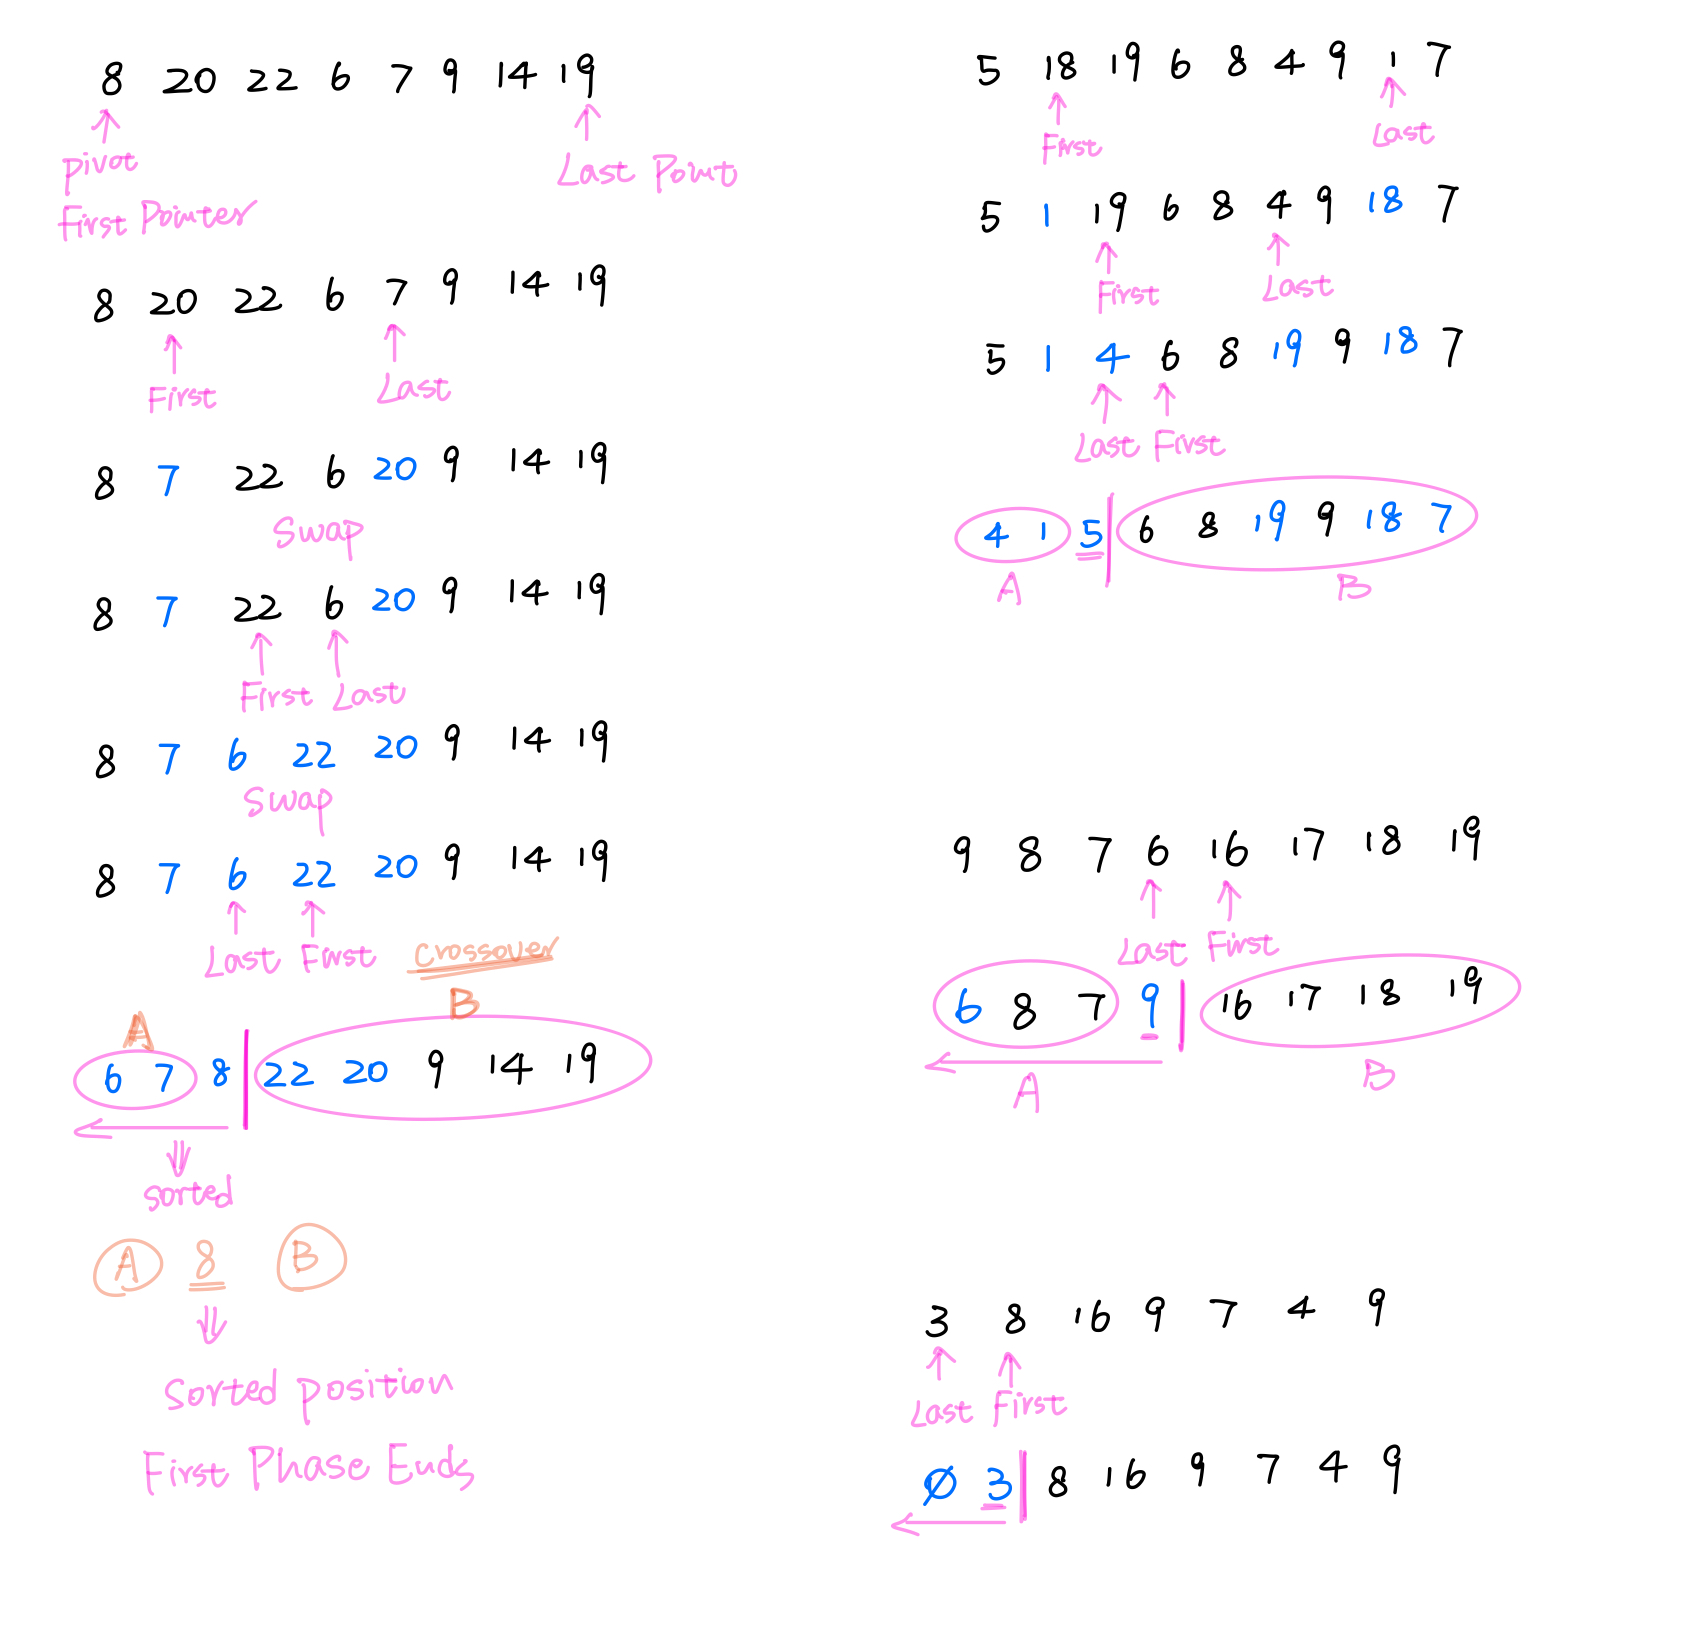 8 20 22 6 7 9 14 19
Pivot
Last Point
First Pointer
8 20 22 6 7 9 14 19
First Last
8 7 22 6 20 9 14 19
Swap
8 7 22 6 20 9 14 19
First Last
8 7 6 22 20 9 14 19
Swap
8 7 6 22 20 9 14 19
Last First
Crossover
A B
6 7 8 22 20 9 14 19
sorted
A 8 B
Sorted position
First Phase Ends
5 18 19 6 8 4 9 1 7
First Last
5 1 19 6 8 4 9 18 7
First Last
5 1 4 6 8 19 9 18 7
Last First
4 1 5 6 8 19 9 18 7
A B
9 8 7 6 16 17 18 19
Last First
6 8 7 9 16 17 18 19
A B
3 8 16 9 7 4 9
Last First
Ø 3 8 16 9 7 4 9